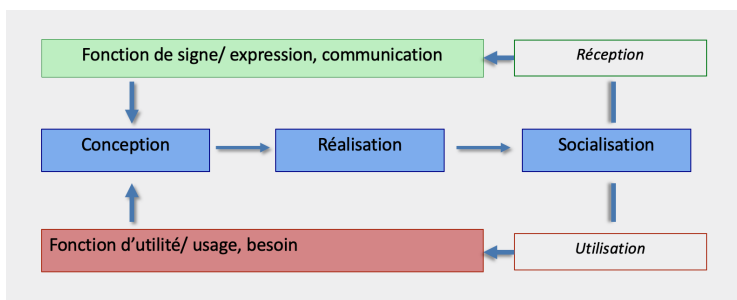 Fonction de signe/ expression, communication
Réception
Conception
Réalisation
Socialisation
Fonction d’utilité/ usage, besoin
Utilisation